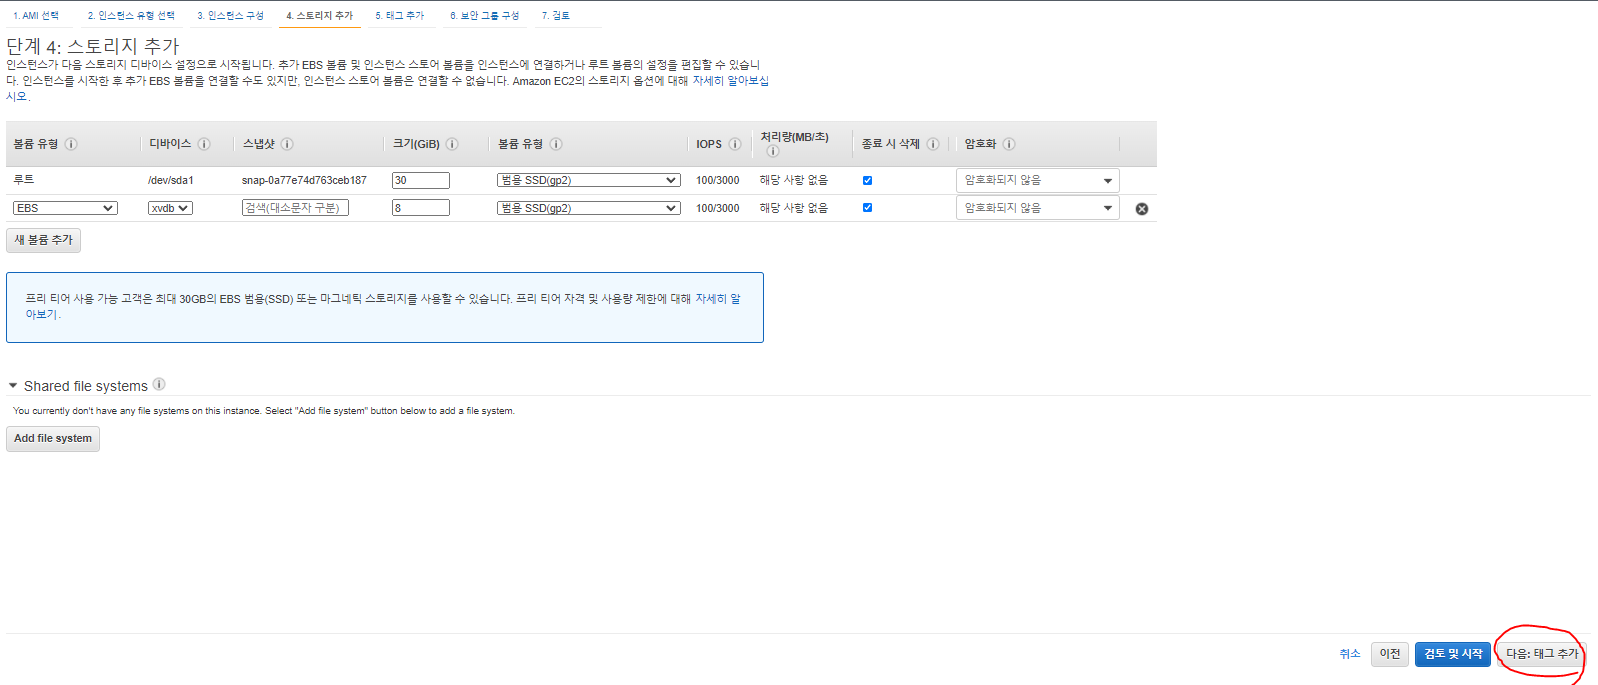 1. AMI 선택 2. 인스턴스 유형 선택 3. 인스턴스 구성 4. 스토리지 추가 5. 태그 추가 6. 보안 그룹 구성 7. 검토
단계 4: 스토리지 추가
인스턴스가 다음 스토리지 디바이스 설정으로 시작됩니다. 추가 EBS 볼륨 및 인스턴스 스토어 볼륨을 인스턴스에 연결하거나 루트 볼륨의 설정을 편집할 수 있습니
다. 인스턴스를 시작한 후 추가 EBS 볼륨을 연결할 수도 있지만, 인스턴스 스토어 볼륨은 연결할 수 없습니다. Amazon EC2의 스토리지 옵션에 대해 자세히 알아보십
시오.
볼륨 유형 디바이스 스냅샷 크기(GiB) 볼륨 유형 IOPS 처리량(MB/초) 종료 시 삭제 암호화
루트 /dev/sda1 snap-0a77e74d763ceb187 30 범용 SSD(gp2) 100/3000 해당 사항 없음 암호화되지 않음
EBS xvdb 검색(대소문자 구분) 8 범용 SSD(gp2) 100/3000 해당 사항 없음 암호화되지 않음
새 볼륨 추가
프리 티어 사용 가능 고객은 최대 30GB의 EBS 범용(SSD) 또는 마그네틱 스토리지를 사용할 수 있습니다. 프리 티어 자격 및 사용량 제한에 대해 자세히 알
아보기.
Shared file systems
You currently don't have any file systems on this instance. Select "Add file system" button below to add a file system.
Add file system
취소 이전 검토 및 시작 다음: 태그 추가